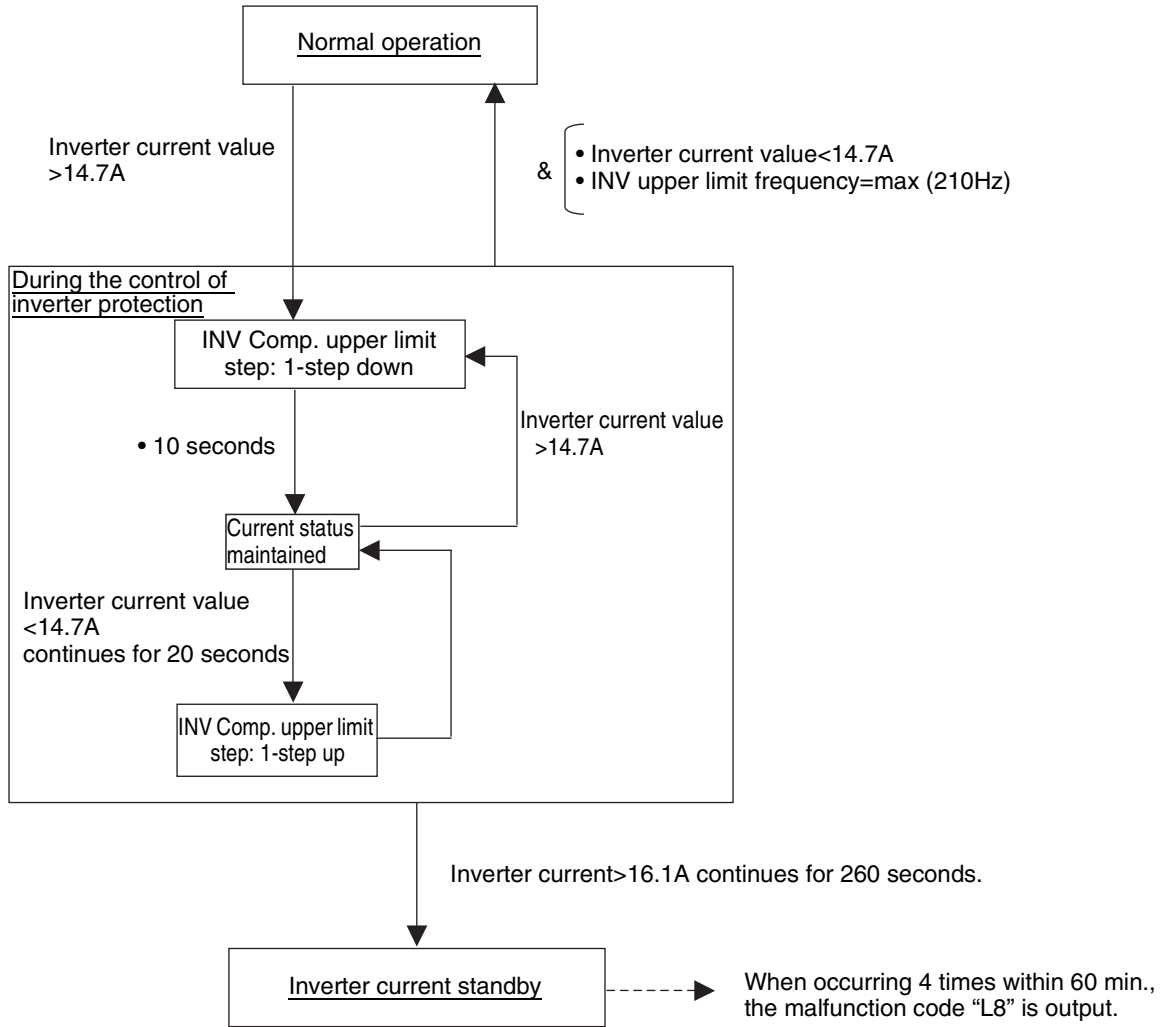 Normal operation
Inverter current value
>14.7A
&
• Inverter current value<14.7A
• INV upper limit frequency=max (210Hz)
During the control of
inverter protection
INV Comp. upper limit
step: 1-step down
• 10 seconds
Inverter current value
>14.7A
Current status
maintained
Inverter current value
<14.7A
continues for 20 seconds
INV Comp. upper limit
step: 1-step up
Inverter current>16.1A continues for 260 seconds.
Inverter current standby
When occurring 4 times within 60 min.,
the malfunction code “L8” is output.